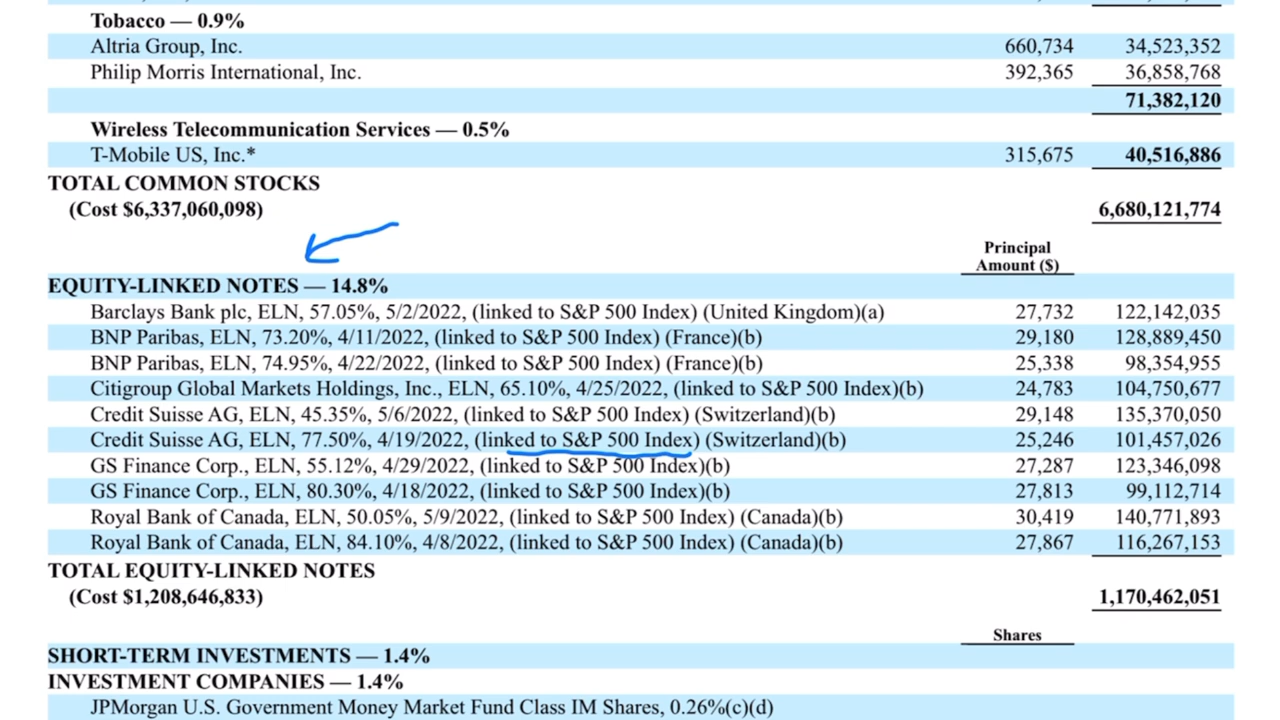 Tobacco — 0.9%
Altria Group, Inc. 660,734 34,523,352
Philip Morris International, Inc. 392,365 36,858,768
71,382,120
Wireless Telecommunication Services — 0.5%
T-Mobile US, Inc.* 315,675 40,516,886
TOTAL COMMON STOCKS
(Cost $6,337,060,098) 6,680,121,774
Principal
Amount ($)
EQUITY-LINKED NOTES — 14.8%
Barclays Bank plc, ELN, 57.05%, 5/2/2022, (linked to S&P 500 Index) (United Kingdom)(a) 27,732 122,142,035
BNP Paribas, ELN, 73.20%, 4/11/2022, (linked to S&P 500 Index) (France)(b) 29,180 128,889,450
BNP Paribas, ELN, 74.95%, 4/22/2022, (linked to S&P 500 Index) (France)(b) 25,338 98,354,955
Citigroup Global Markets Holdings, Inc., ELN, 65.10%, 4/25/2022, (linked to S&P 500 Index)(b) 24,783 104,750,677
Credit Suisse AG, ELN, 45.35%, 5/6/2022, (linked to S&P 500 Index) (Switzerland)(b) 29,148 135,370,050
Credit Suisse AG, ELN, 77.50%, 4/19/2022, (linked to S&P 500 Index) (Switzerland)(b) 25,246 101,457,026
GS Finance Corp., ELN, 55.12%, 4/29/2022, (linked to S&P 500 Index)(b) 27,287 123,346,098
GS Finance Corp., ELN, 80.30%, 4/18/2022, (linked to S&P 500 Index)(b) 27,813 99,112,714
Royal Bank of Canada, ELN, 50.05%, 5/9/2022, (linked to S&P 500 Index) (Canada)(b) 30,419 140,771,893
Royal Bank of Canada, ELN, 84.10%, 4/8/2022, (linked to S&P 500 Index) (Canada)(b) 27,867 116,267,153
TOTAL EQUITY-LINKED NOTES
(Cost $1,208,646,833) 1,170,462,051
Shares
SHORT-TERM INVESTMENTS — 1.4%
INVESTMENT COMPANIES — 1.4%
JPMorgan U.S. Government Money Market Fund Class IM Shares, 0.26%(c)(d)